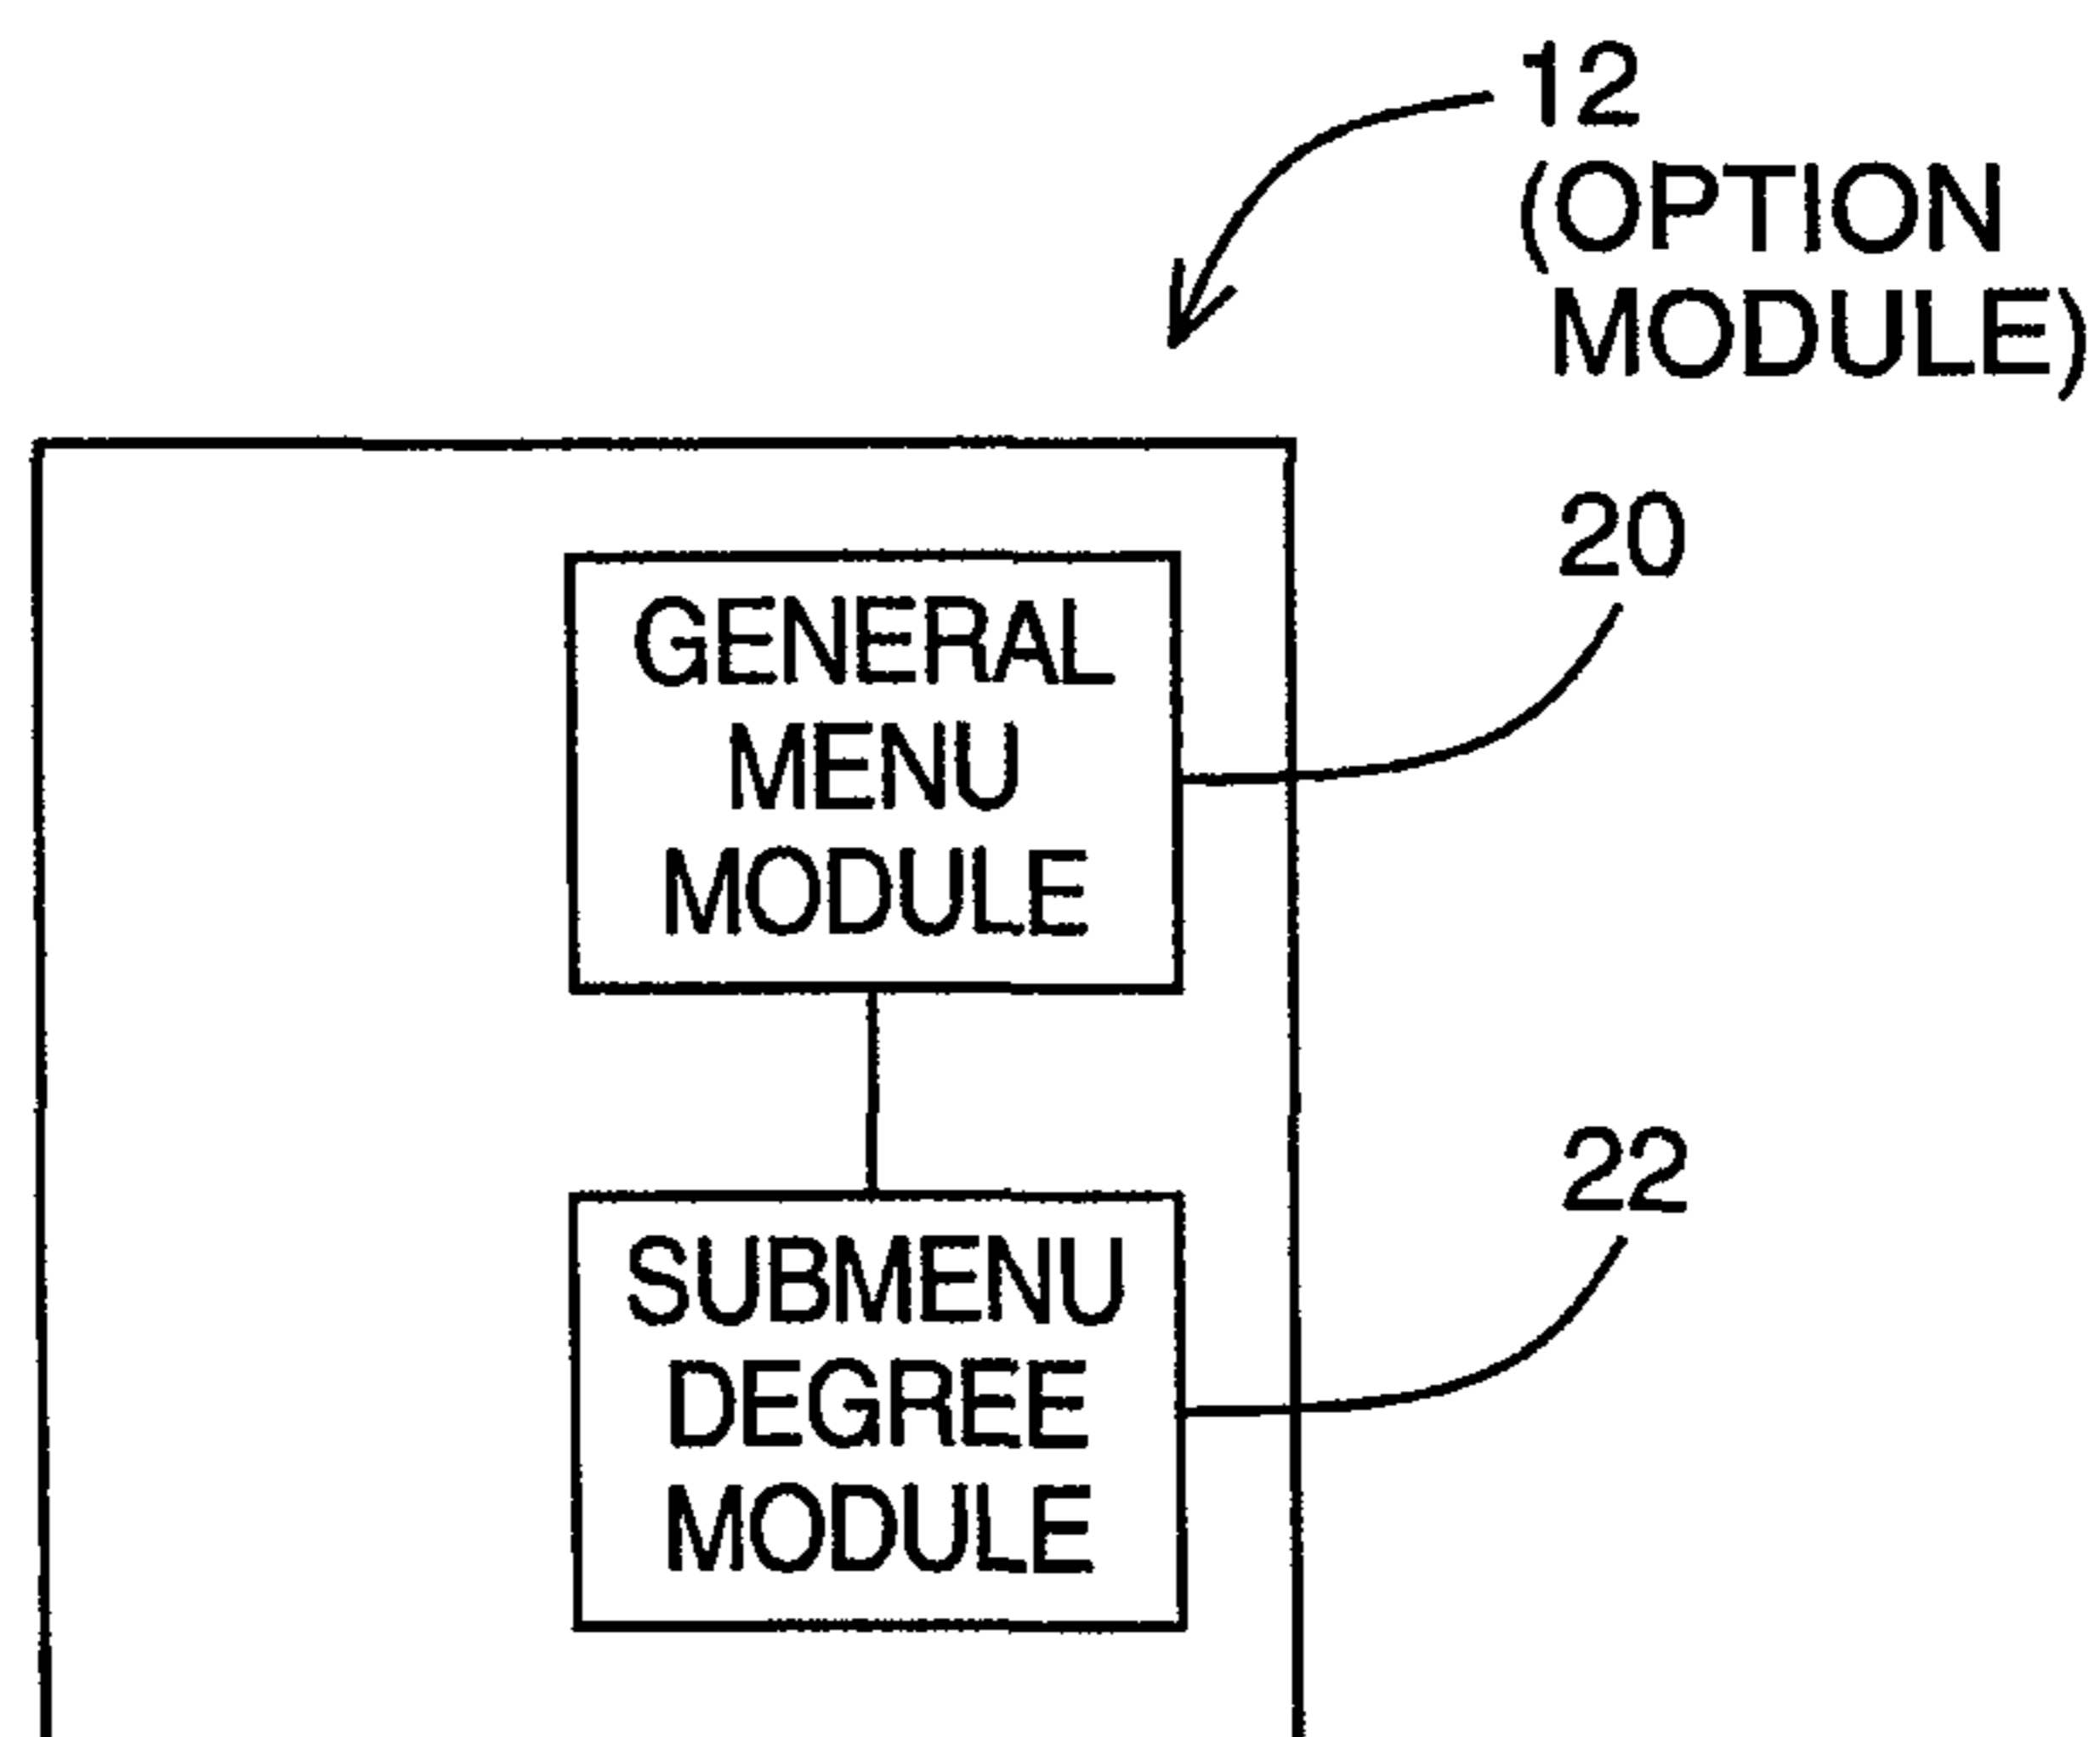 12
(OPTION
MODULE)
20
GENERAL
MENU
MODULE
22
SUBMENU
DEGREE
MODULE